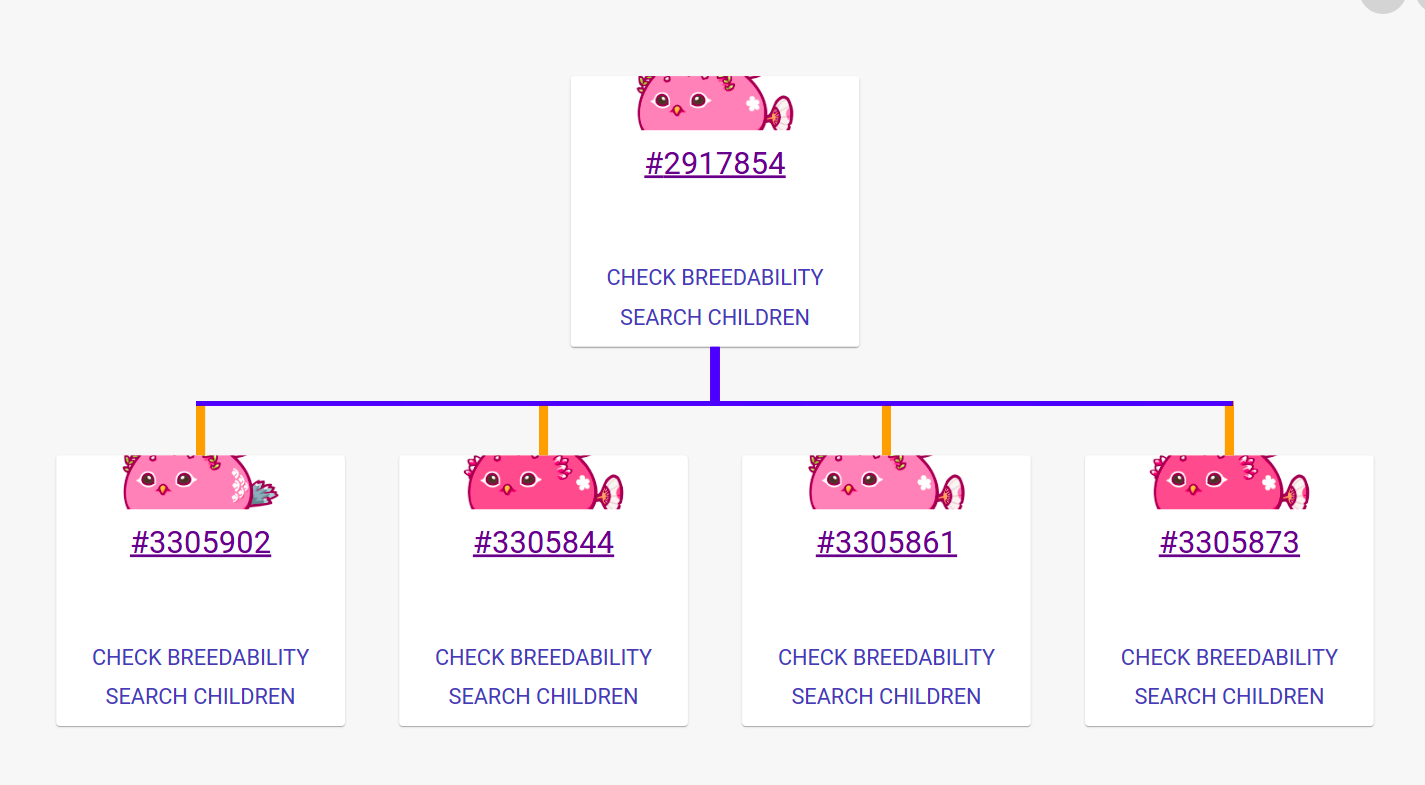 #2917854
CHECK BREEDABILITY
SEARCH CHILDREN
#3305902
CHECK BREEDABILITY
SEARCH CHILDREN
#3305844
CHECK BREEDABILITY
SEARCH CHILDREN
#3305861
CHECK BREEDABILITY
SEARCH CHILDREN
#3305873
CHECK BREEDABILITY
SEARCH CHILDREN